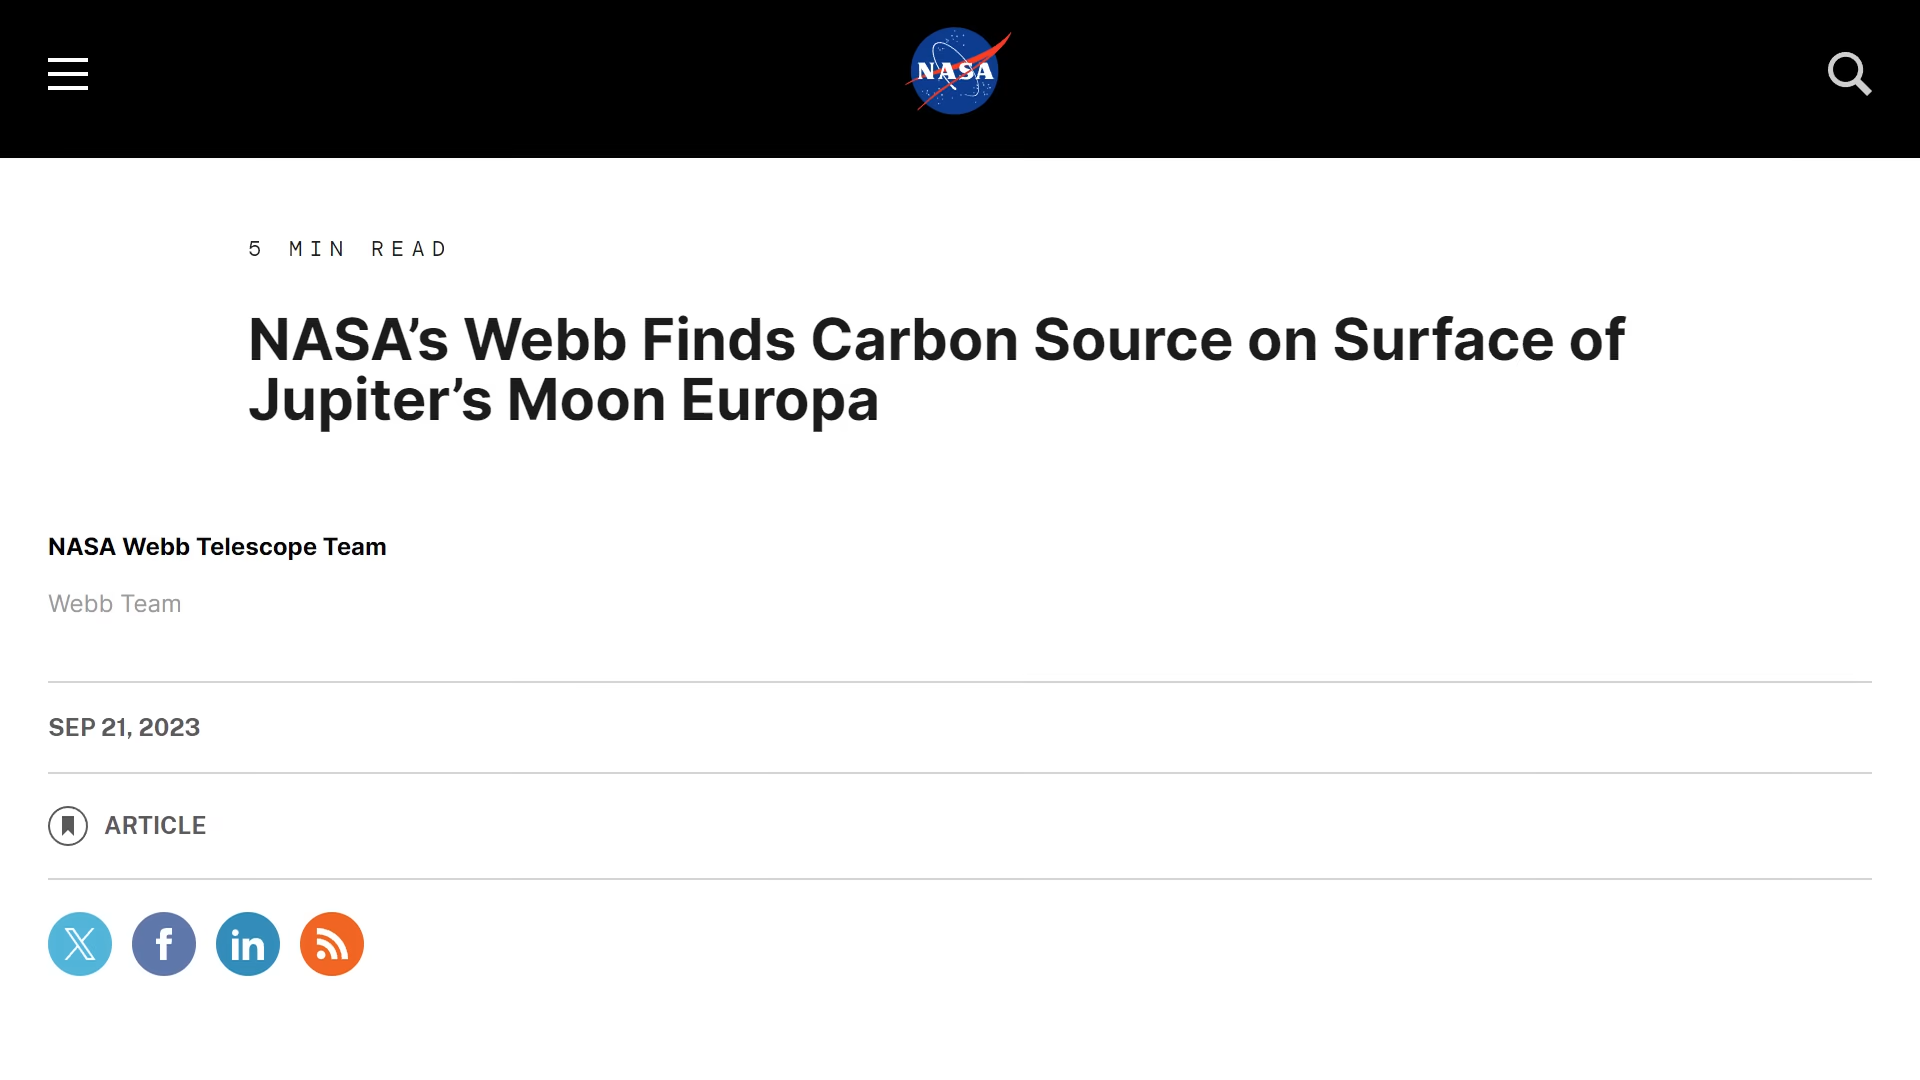 NASA
5 MIN READ
NASA’s Webb Finds Carbon Source on Surface of
Jupiter’s Moon Europa
NASA Webb Telescope Team
Webb Team
SEP 21, 2023
ARTICLE